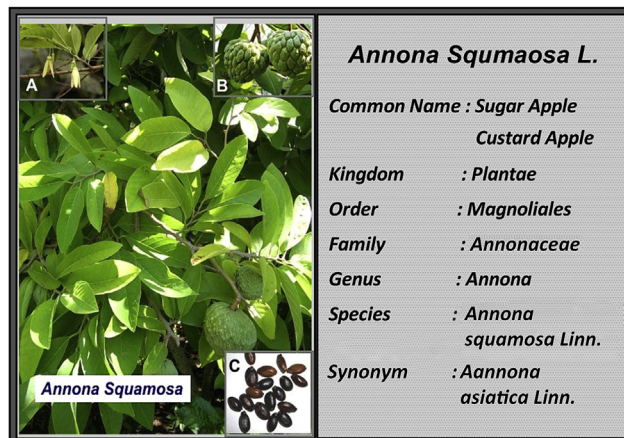 A
B
C
Annona Squamosa
Annona Squmaosa L.
Common Name : Sugar Apple
Custard Apple
Kingdom : Plantae
Order : Magnoliales
Family : Annonaceae
Genus : Annona
Species : Annona
squamosa Linn.
Synonym : Aannona
asiatica Linn.